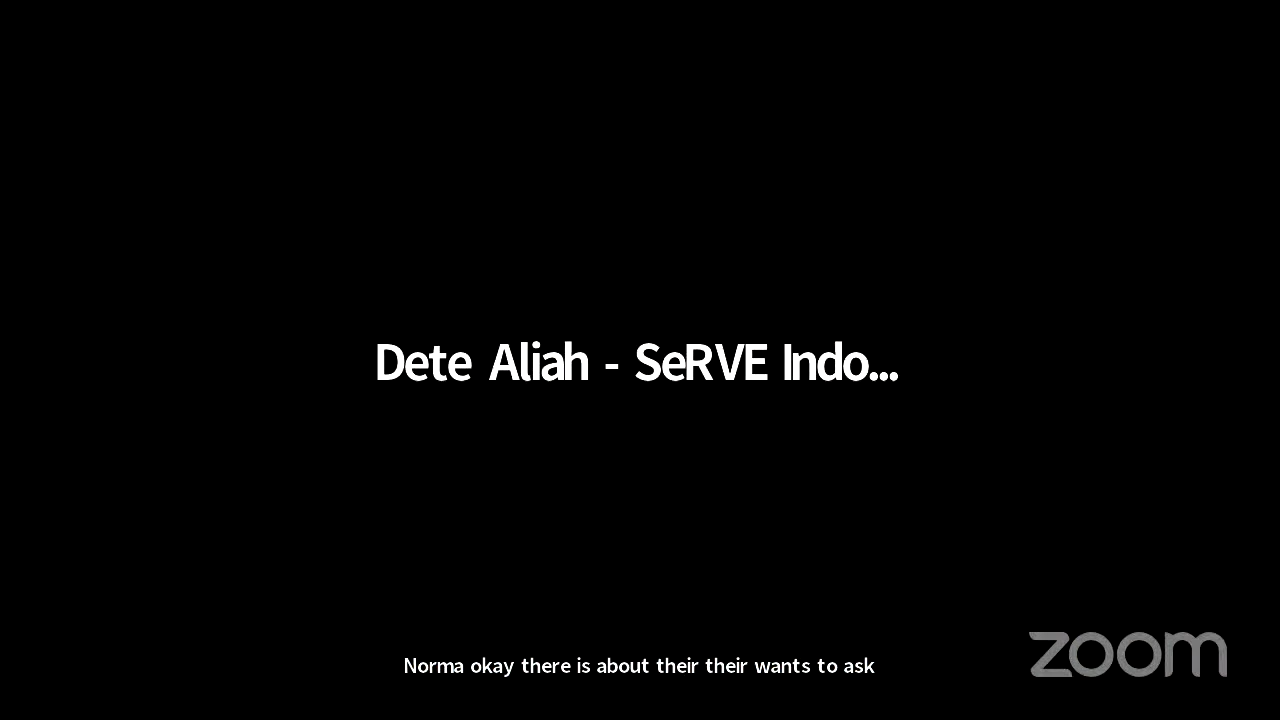 Dete Aliah - SeRVE Indo...
Norma okay there is about their their wants to ask
zoom